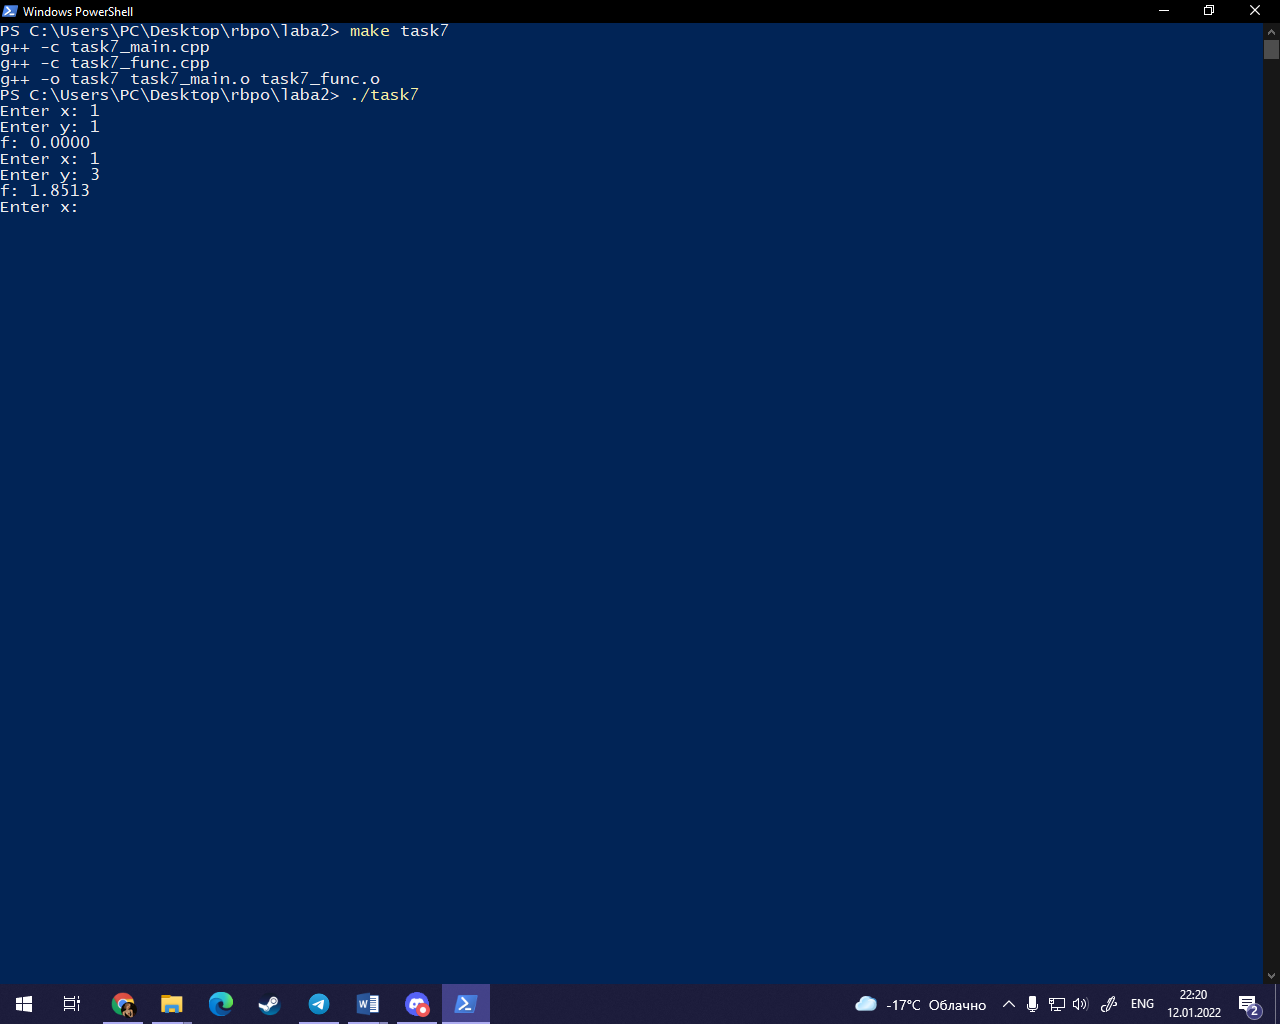 Windows PowerShell
PS C:\Users\PC\Desktop\rbpo\laba2> make task7
g++ -c task7_main.cpp
g++ -c task7_func.cpp
g++ -o task7 task7_main.o task7_func.o
PS C:\Users\PC\Desktop\rbpo\laba2> ./task7
Enter x: 1
Enter y: 1
f: 0.0000
Enter x: 1
Enter y: 3
f: 1.8513
Enter x:
-17°C Облачно
ENG
22:20
12.01.2022
2